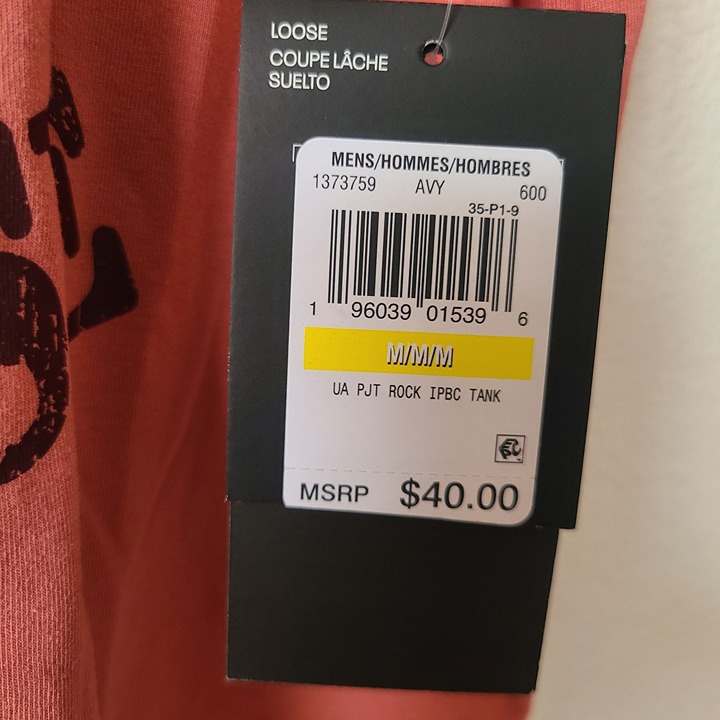 LOOSE
COUPE LÂCHE
SUELTO
MENS/HOMMES/HOMBRES
1373759 AVY 600
35-P1-9
1 96039 01539 6
M/M/M
UA PJT ROCK IPBC TANK
MSRP $40.00